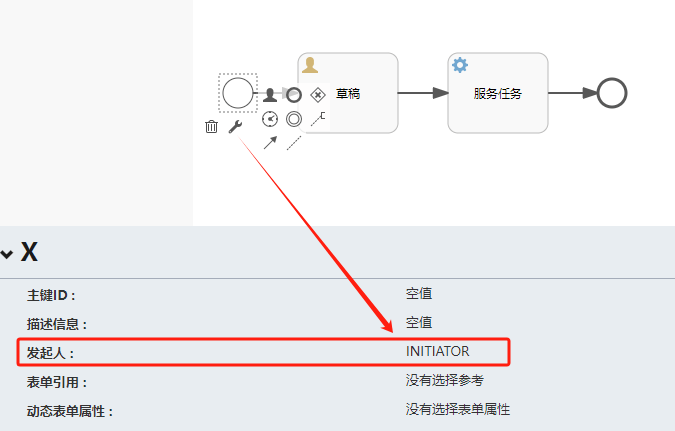 草稿
服务任务
X
主键ID： 空值
描述信息： 空值
发起人： INITIATOR
表单引用： 没有选择参考
动态表单属性： 没有选择表单属性